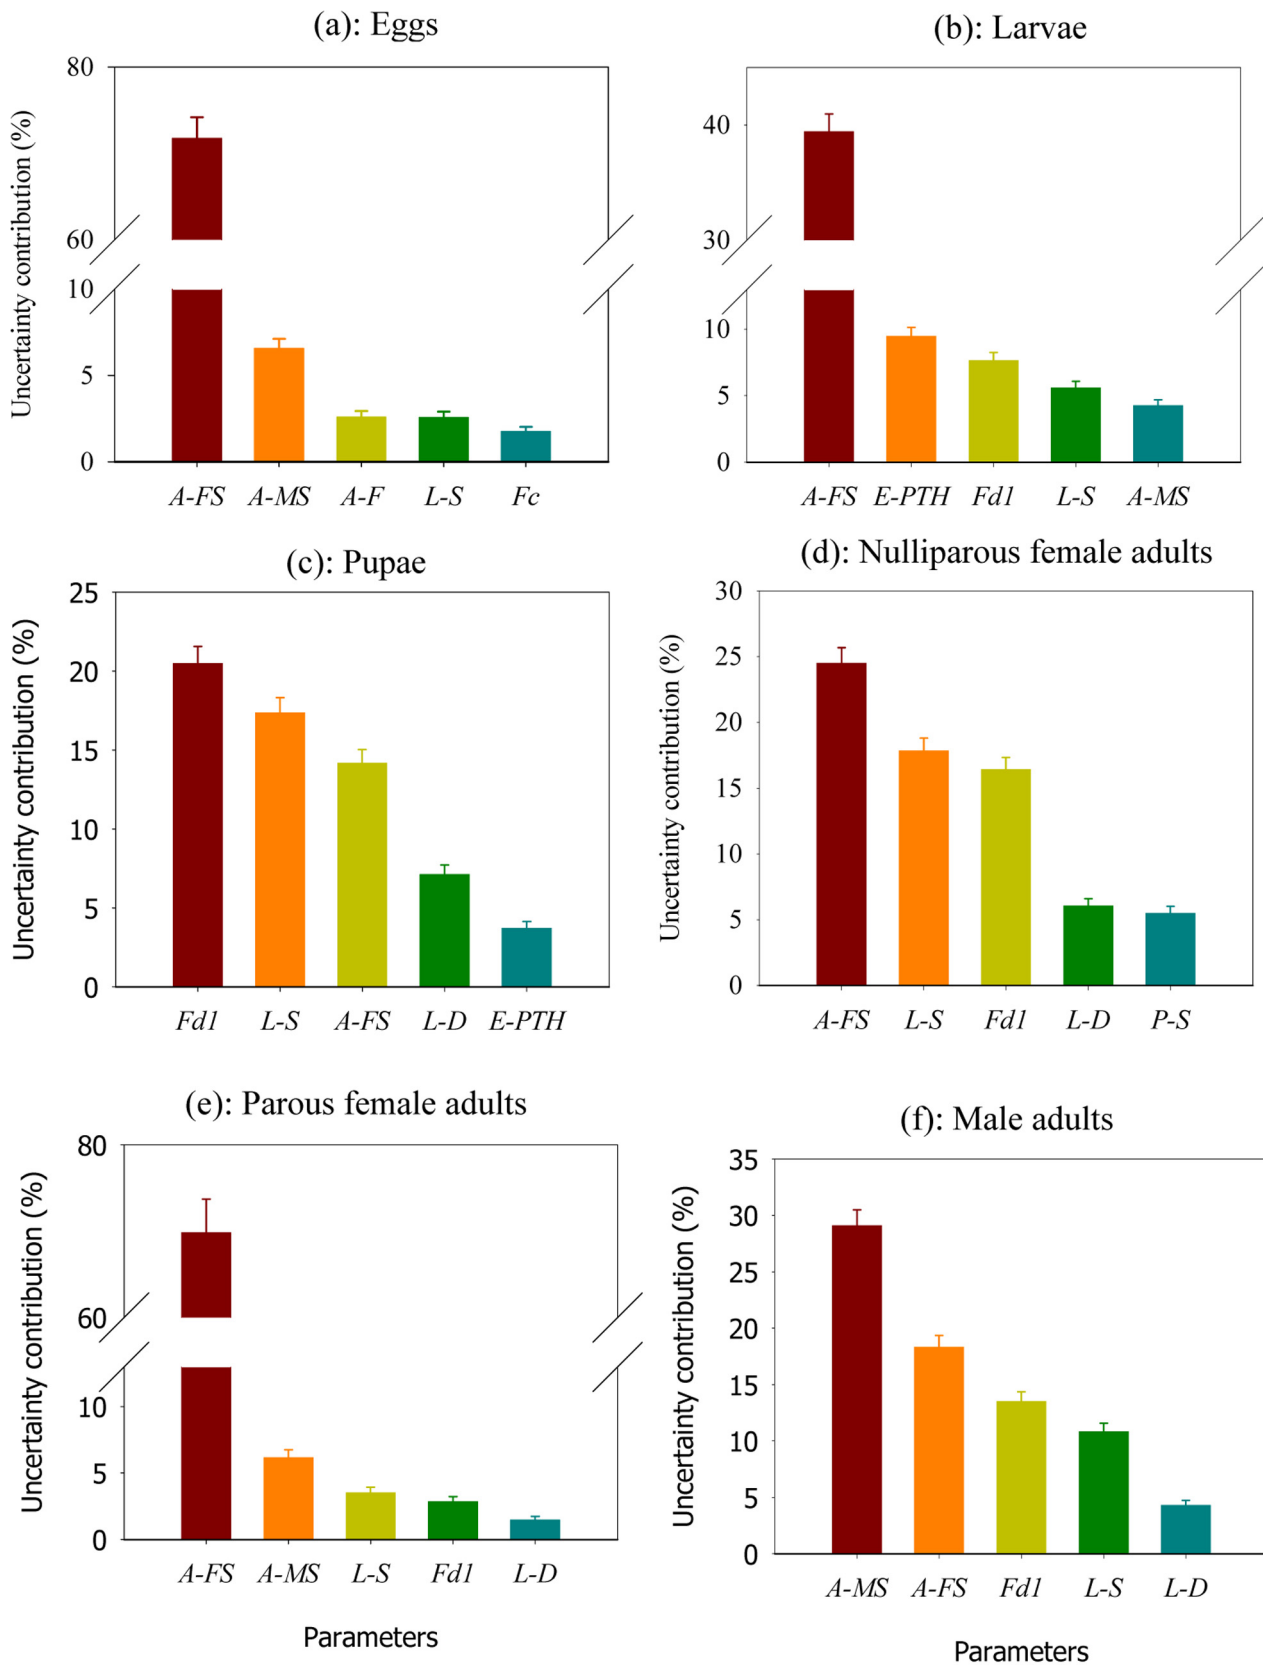 (a): Eggs
Uncertainty contribution (%)
80
60
10
5
0
A-FS A-MS A-F L-S Fc
(b): Larvae
40
30
10
5
0
A-FS E-PTH Fd1 L-S A-MS
(c): Pupae
Uncertainty contribution (%)
25
20
15
10
5
0
Fd1 L-S A-FS L-D E-PTH
(d): Nulliparous female adults
Uncertainty contribution (%)
30
25
20
15
10
5
0
A-FS L-S Fd1 L-D P-S
(e): Parous female adults
Uncertainty contribution (%)
80
60
10
5
0
A-FS A-MS L-S Fd1 L-D
Parameters
(f): Male adults
Uncertainty contribution (%)
35
30
25
20
15
10
5
0
A-MS A-FS Fd1 L-S L-D
Parameters